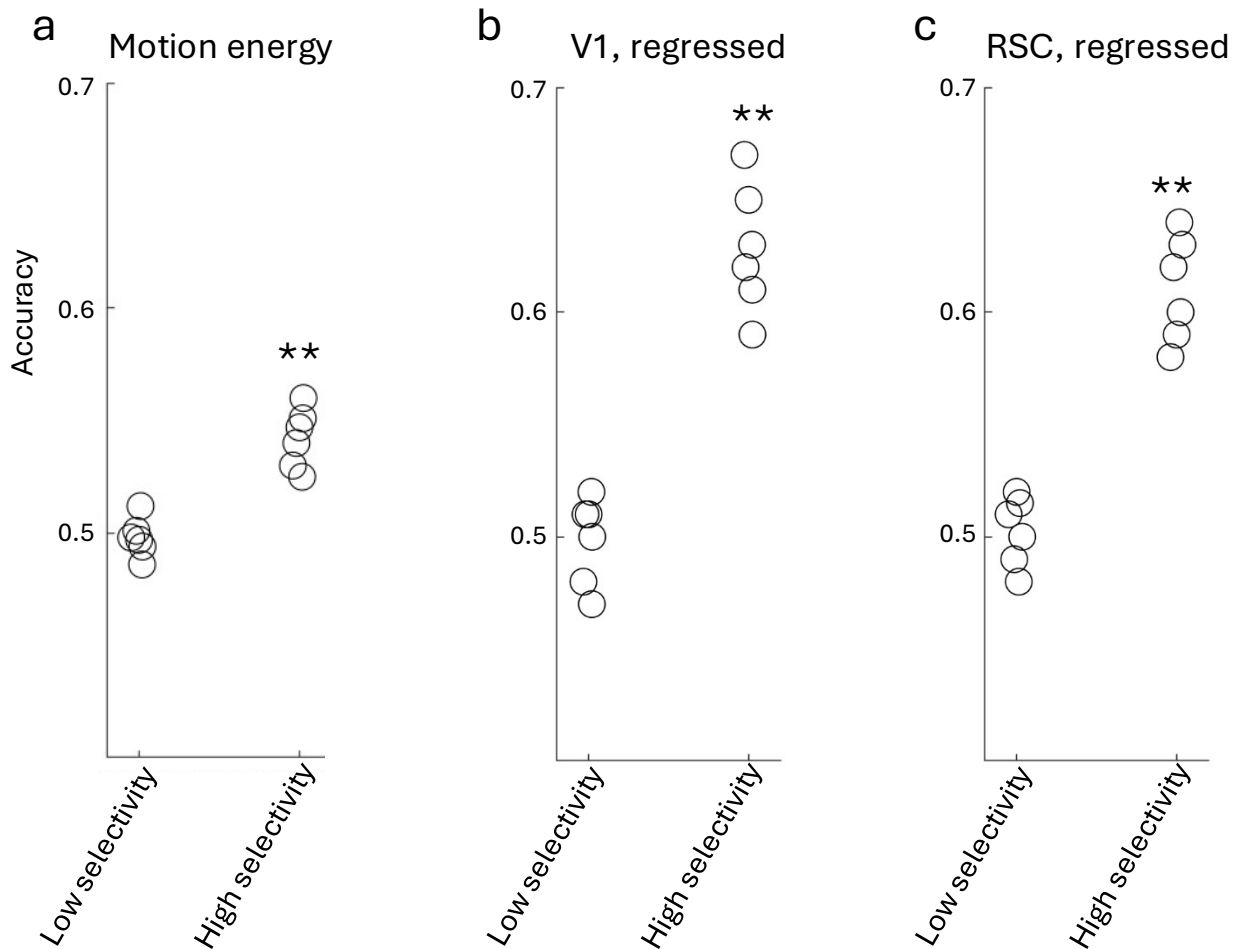 a
Motion energy
0.7
0.6
0.5
Accuracy
**
Low selectivity
High selectivity
b
V1, regressed
0.7
0.6
0.5
**
Low selectivity
High selectivity
c
RSC, regressed
0.7
0.6
0.5
**
Low selectivity
High selectivity